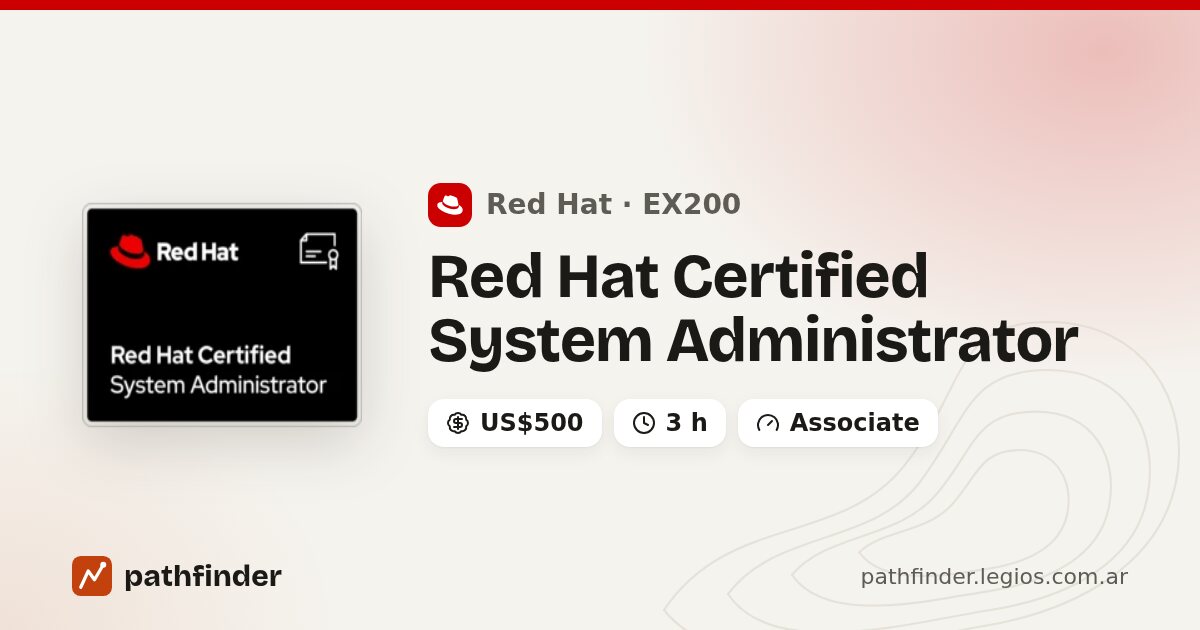 Red Hat
Red Hat Certified
System Administrator
Red Hat · EX200
Red Hat Certified
System Administrator
US$500
3 h
Associate
pathfinder
pathfinder.legios.com.ar